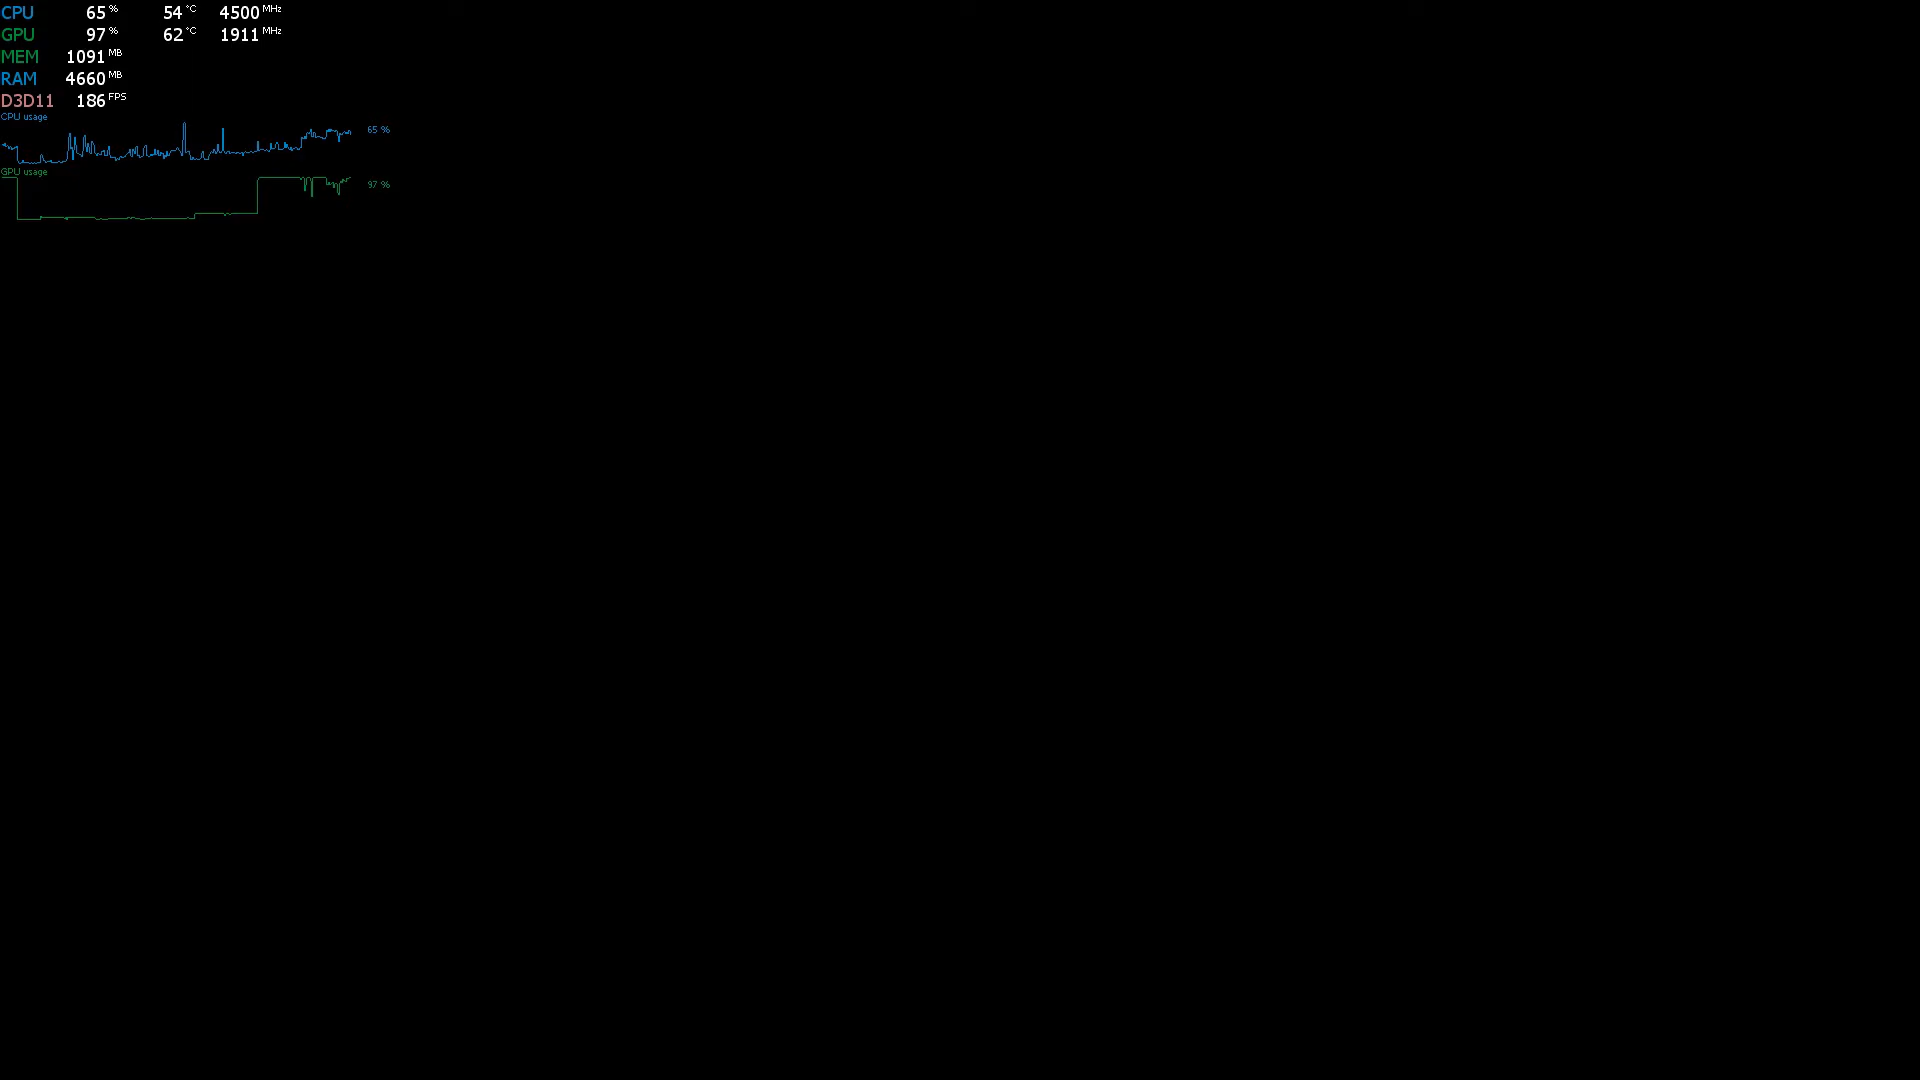 CPU 65 % 54 °C 4500 MHz
GPU 97 % 62 °C 1911 MHz
MEM 1091 MB
RAM 4660 MB
D3D11 186 FPS
CPU usage
65 %
GPU usage
97 %